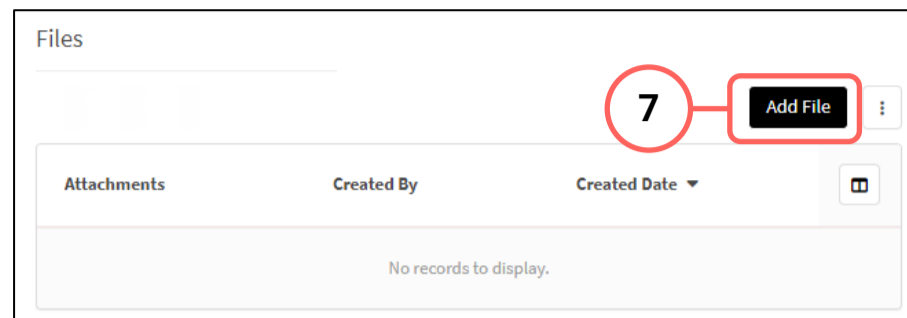 Files
7 Add File
Attachments Created By Created Date
No records to display.